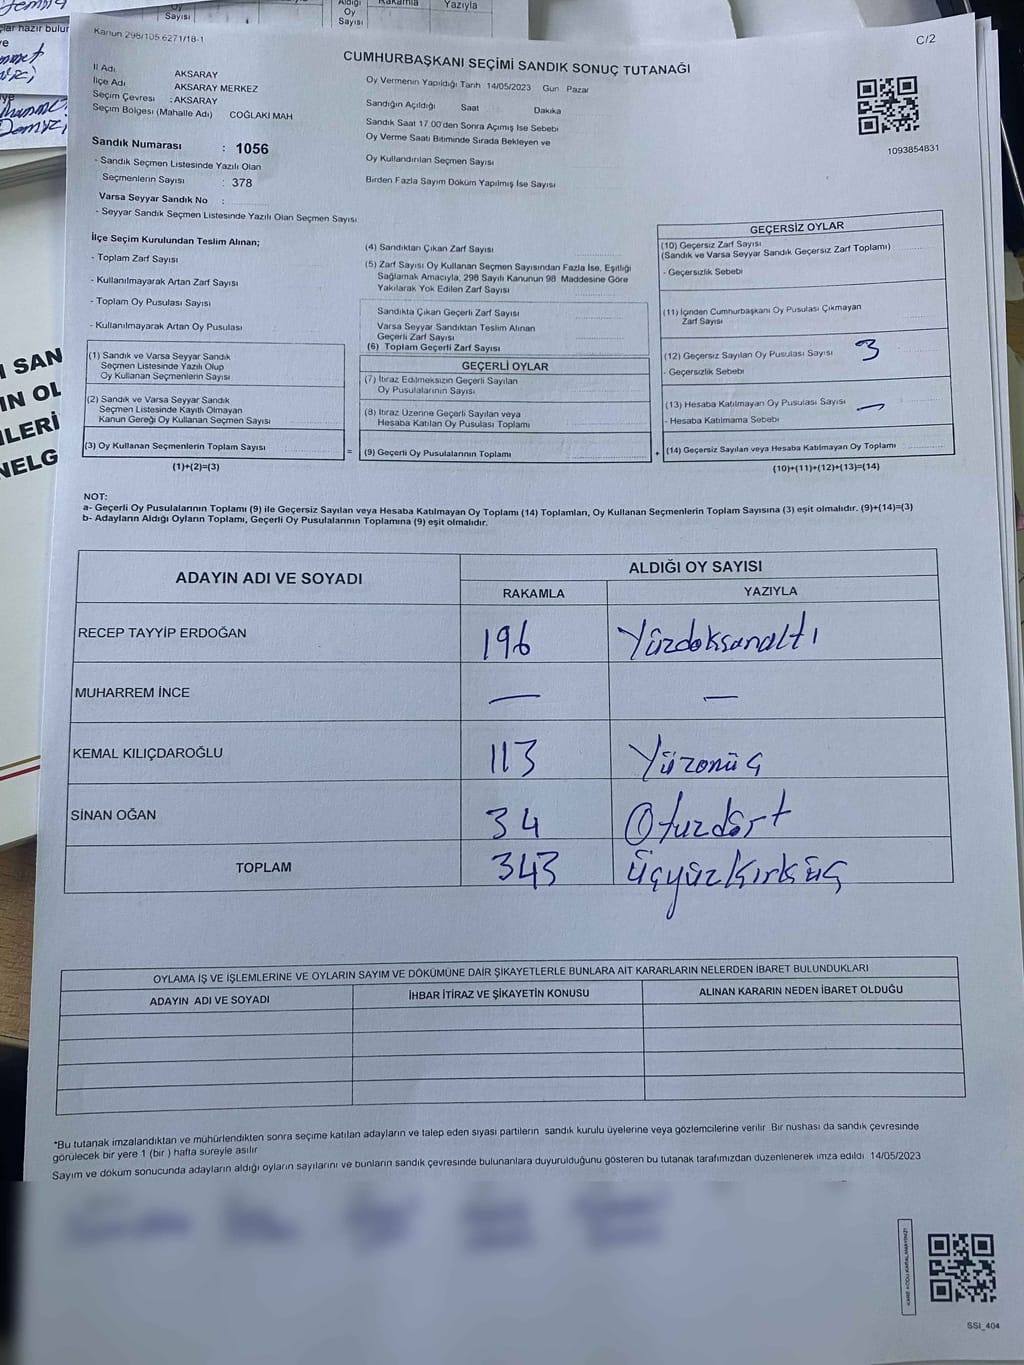 Kanun 298/105.6271/18-1
C/2
CUMHURBAŞKANI SEÇİMİ SANDIK SONUÇ TUTANAĞI
İl Adı AKSARAY
İlçe Adı AKSARAY MERKEZ
Seçim Çevresi : AKSARAY
Seçim Bölgesi (Mahalle Adı) COĞLAKI MAH
Sandık Numarası : 1056
- Sandık Seçmen Listesinde Yazılı Olan
Seçmenlerin Sayısı : 378
Varsa Seyyar Sandık No :
- Seyyar Sandık Seçmen Listesinde Yazılı Olan Seçmen Sayısı
Oy Vermenin Yapıldığı Tarih 14/05/2023 Gün Pazar
Sandığın Açıldığı Saat Dakika
Sandık Saat 17.00'den Sonra Açımış İse Sebebi
Oy Verme Saati Bitiminde Sırada Bekleyen ve
Oy Kullandırılan Seçmen Sayısı
Birden Fazla Sayım Döküm Yapılmış İse Sayısı
1093854831
İlçe Seçim Kurulundan Teslim Alınan;
- Toplam Zarf Sayısı
- Kullanılmayarak Artan Zarf Sayısı
- Toplam Oy Pusulası Sayısı
- Kullanılmayarak Artan Oy Pusulası
(1) Sandık ve Varsa Seyyar Sandık
Seçmen Listesinde Yazılı Olup
Oy Kullanan Seçmenlerin Sayısı
(2) Sandık ve Varsa Seyyar Sandık
Seçmen Listesinde Kayıtlı Olmayan
Kanun Gereği Oy Kullanan Seçmen Sayısı
(3) Oy Kullanan Seçmenlerin Toplam Sayısı
(1)+(2)=(3)
(4) Sandıktan Çıkan Zarf Sayısı
(5) Zarf Sayısı Oy Kullanan Seçmen Sayısından Fazla İse, Eşitliği
Sağlamak Amacıyla, 298 Sayılı Kanunun 98. Maddesine Göre
Yakılarak Yok Edilen Zarf Sayısı
Sandıkta Çıkan Geçerli Zarf Sayısı
Varsa Seyyar Sandıktan Teslim Alınan
Geçerli Zarf Sayısı
(6) Toplam Geçerli Zarf Sayısı
GEÇERLİ OYLAR
(7) İtiraz Edilmeksizin Geçerli Sayılan
Oy Pusulalarının Sayısı
(8) İtiraz Üzerine Geçerli Sayılan veya
Hesaba Katılan Oy Pusulası Toplamı
= (9) Geçerli Oy Pusulalarının Toplamı
GEÇERSİZ OYLAR
(10) Geçersiz Zarf Sayısı
(Sandık ve Varsa Seyyar Sandık Geçersiz Zarf Toplamı)
- Geçersizlik Sebebi
(11) İçinden Cumhurbaşkanı Oy Pusulası Çıkmayan
Zarf Sayısı
(12) Geçersiz Sayılan Oy Pusulası Sayısı 3
- Geçersizlik Sebebi
(13) Hesaba Katılmayan Oy Pusulası Sayısı —
- Hesaba Katılmama Sebebi
+ (14) Geçersiz Sayılan veya Hesaba Katılmayan Oy Toplamı
(10)+(11)+(12)+(13)=(14)
NOT:
a- Geçerli Oy Pusulalarının Toplamı (9) ile Geçersiz Sayılan veya Hesaba Katılmayan Oy Toplamı (14) Toplamları, Oy Kullanan Seçmenlerin Toplam Sayısına (3) eşit olmalıdır. (9)+(14)=(3)
b- Adayların Aldığı Oyların Toplamı, Geçerli Oy Pusulalarının Toplamına (9) eşit olmalıdır.
ADAYIN ADI VE SOYADI ALDIĞI OY SAYISI
RAKAMLA YAZIYLA
RECEP TAYYİP ERDOĞAN 196 Yüzdoksanaltı
MUHARREM İNCE — —
KEMAL KILIÇDAROĞLU 113 Yüzonüç
SİNAN OĞAN 34 Otuzdört
TOPLAM 343 Üçyüzkırküç
OYLAMA İŞ VE İŞLEMLERİNE VE OYLARIN SAYIM VE DÖKÜMÜNE DAİR ŞİKAYETLERLE BUNLARA AİT KARARLARIN NELERDEN İBARET BULUNDUKLARI
ADAYIN ADI VE SOYADI İHBAR İTİRAZ VE ŞİKAYETİN KONUSU ALINAN KARARIN NEDEN İBARET OLDUĞU
*Bu tutanak imzalandıktan ve mühürlendikten sonra seçime katılan adayların ve talep eden siyasi partilerin sandık kurulu üyelerine veya gözlemcilerine verilir. Bir nüshası da sandık çevresinde
görülecek bir yere 1 (bir ) hafta süreyle asılır
Sayım ve döküm sonucunda adayların aldığı oyların sayılarını ve bunların sandık çevresinde bulunanlara duyurulduğunu gösteren bu tutanak tarafımızdan düzenlenerek imza edildi 14/05/2023
SSI_404